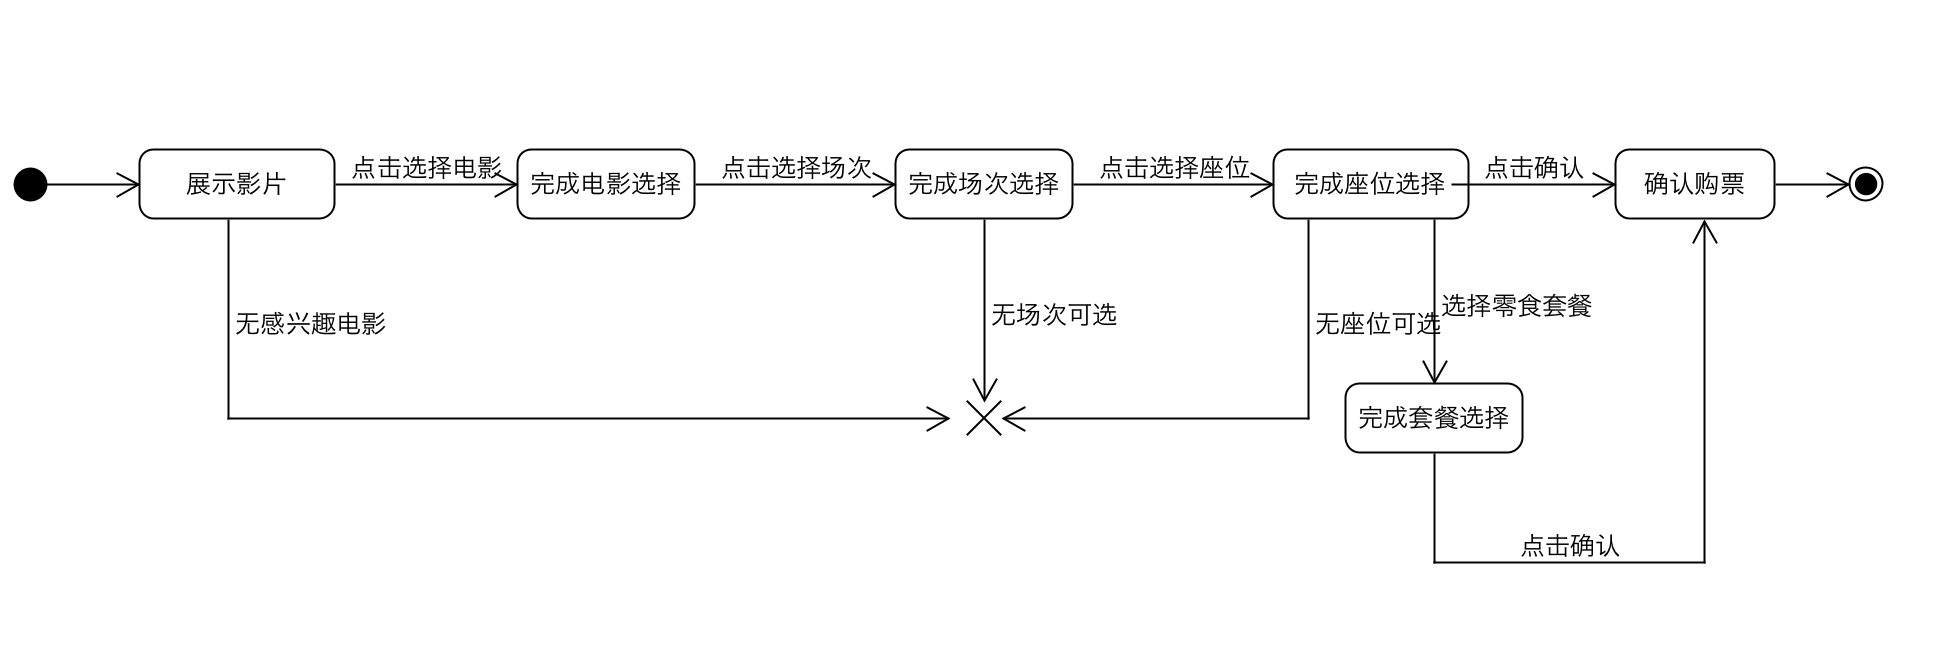 展示影片
点击选择电影
完成电影选择
点击选择场次
完成场次选择
点击选择座位
完成座位选择
点击确认
确认购票
无感兴趣电影
无场次可选
无座位可选
选择零食套餐
完成套餐选择
点击确认